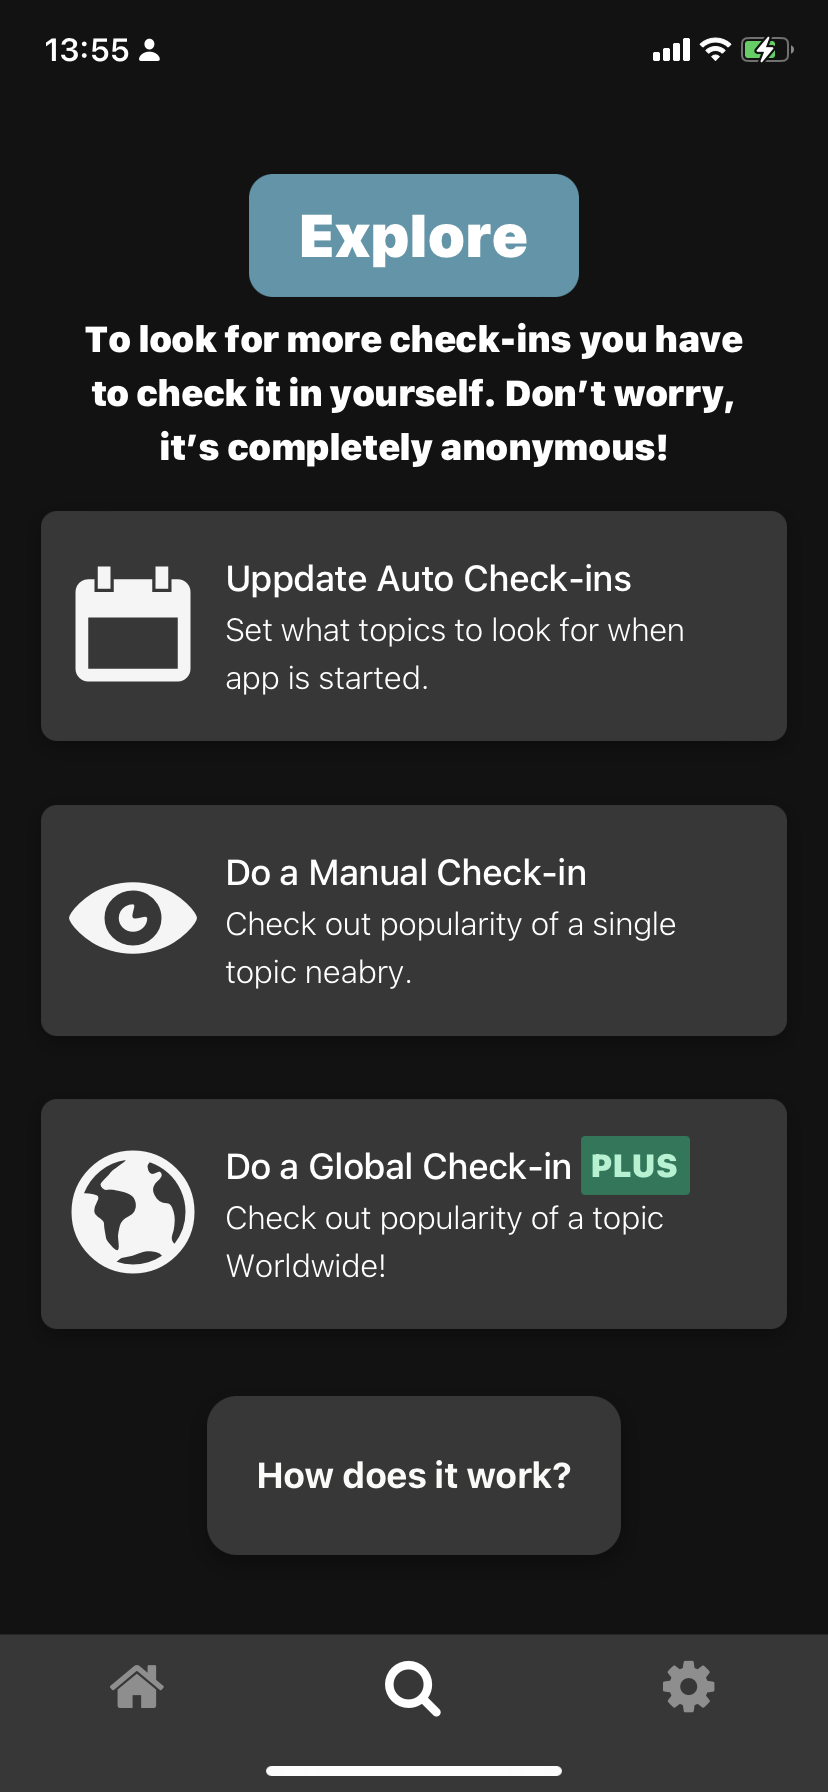 13:55
Explore
To look for more check-ins you have
to check it in yourself. Don’t worry,
it’s completely anonymous!
Uppdate Auto Check-ins
Set what topics to look for when
app is started.
Do a Manual Check-in
Check out popularity of a single
topic neabry.
Do a Global Check-in PLUS
Check out popularity of a topic
Worldwide!
How does it work?